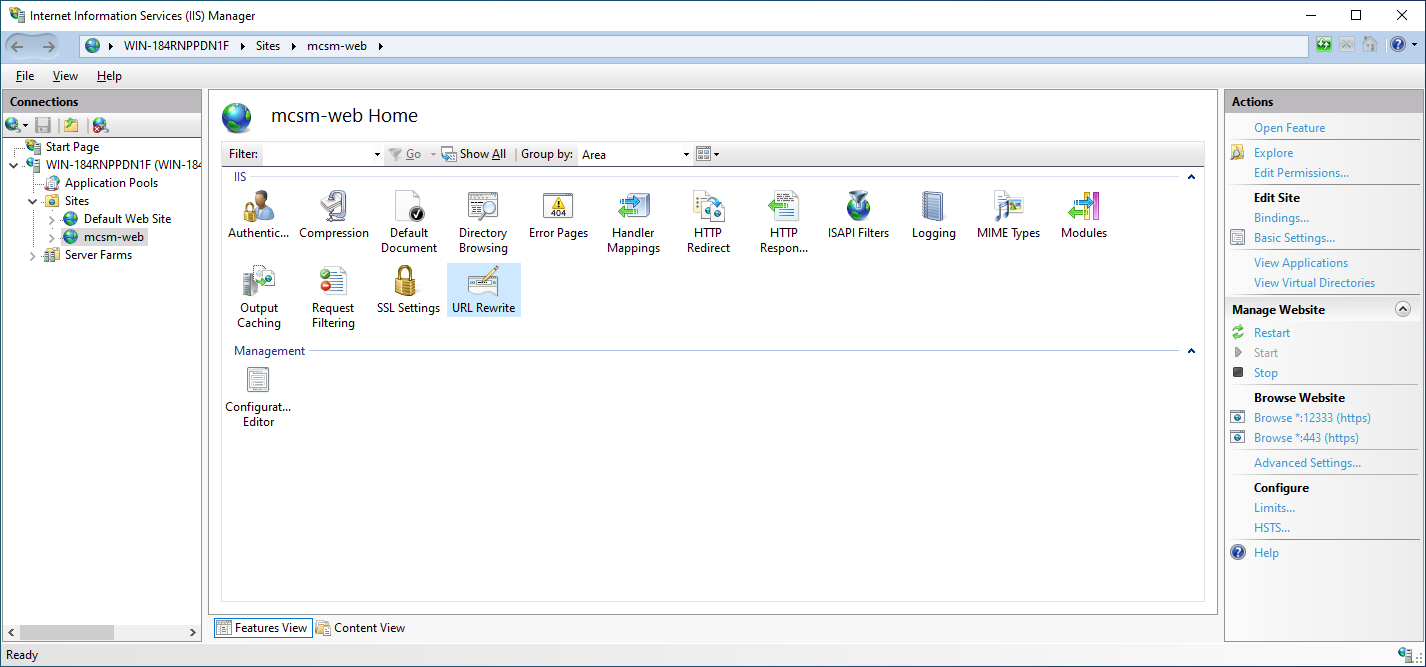 Internet Information Services (IIS) Manager
WIN-184RNPPDN1F
Sites
mcsm-web
File View Help
Connections
Start Page
WIN-184RNPPDN1F (WIN-184
Application Pools
Sites
Default Web Site
mcsm-web
Server Farms
mcsm-web Home
Filter: Go Show All Group by: Area
IIS
Authentic... Compression Default Document Directory Browsing Error Pages Handler Mappings HTTP Redirect HTTP Respon... ISAPI Filters Logging MIME Types Modules
404
Output Caching Request Filtering SSL Settings URL Rewrite
Management
Configurat... Editor
Features View Content View
Actions
Open Feature
Explore
Edit Permissions...
Edit Site
Bindings...
Basic Settings...
View Applications
View Virtual Directories
Manage Website
Restart
Start
Stop
Browse Website
Browse *:12333 (https)
Browse *:443 (https)
Advanced Settings...
Configure
Limits...
HSTS...
Help
Ready